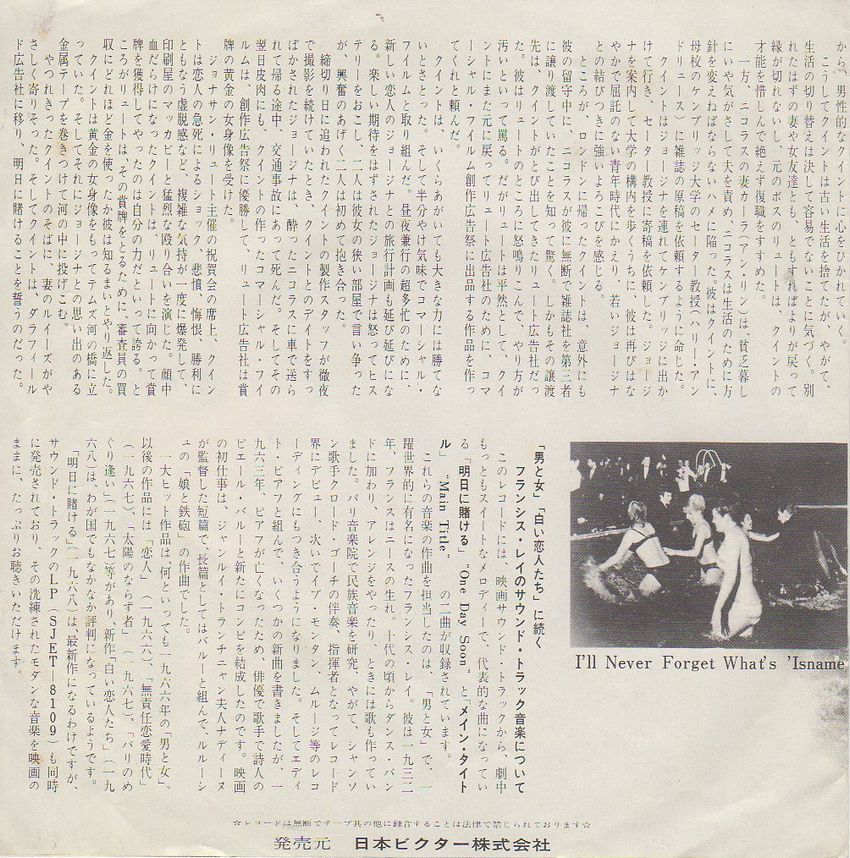 から、男性的なクイントに心をひかれていく。
こうしてクイントは古い生活を捨てたが、やがて、
生活の切り替えは決して容易でないことに気づく。別
れたはずの妻や女友達とも、ともすればよりが戻って
縁が切れないし、元のボスのリュートは、クイントの
才能を惜しんで絶えず復職をすすめた。
一方、ニコラスの妻カーラ(アン・リン)は、貧乏暮し
にいや気がさして夫を責め、ニコラスは生活のために方
針を変えねばならないハメに陥った。彼はクイントに、
母校のケンブリッジ大学のセーター教授(ハリー・アン
ドリュース)に雑誌の原稿を依頼するように命じた。
クイントはジョージナを連れてケンブリッジに出か
けて行き、セーター教授に寄稿を依頼した。ジョージ
ナを案内して大学の構内を歩くうちに、彼は再びはな
やかで屈託のない青年時代にかえり、若いジョージナ
との結びつきに強いよろこびを感じる。
ところが、ロンドンに帰ったクイントは、意外にも
彼の留守中に、ニコラスが彼に無断で雑誌社を第三者
に譲り渡していたことを知って驚く。しかもその譲渡
先は、クイントがとび出してきたリュート広告社だっ
た。彼はリュートのところに怒鳴りこんで、やり方が
汚いといって罵る。だがリュートは平然として、クイ
ントにまた元に戻ってリュート広告社のために、コマ
ーシャル・フイルム創作広告祭に出品する作品を作っ
てくれと頼んだ。
クイントは、いくらあがいても大きな力には勝てな
いとさとった。そして半分やけ気味でコマーシャル・
フイルムと取り組んだ。昼夜兼行の超多忙のために、
新しい恋人のジョージナとの旅行計画も延び延びにな
る。楽しい期待をはずされたジョージナは怒ってヒス
テリーをおこし、二人は彼女の狭い部屋で言い争った
が、興奮のあげく二人は初めて抱き合った。
締切り日に追われたクイントの製作スタッフが徹夜
で撮影を続けていたとき、クイントとのデイトをすっ
ぽかされたジョージナは、酔ったニコラスに車で送ら
れて帰る途中、交通事故にあって死んだ。そしてその
翌日皮肉にも、クイントの作ったコマーシャル・フイ
ルムは、創作広告祭に優勝して、リュート広告社は賞
牌の黄金の女身像を受けた。
ジョナサン・リュート主催の祝賀会の席上、クイン
トは恋人の急死によるショック、悲憤、悔恨、勝利に
ともなう虚脱感など、複雑な気持が一度に爆発して、
印刷屋のマッカビーと猛烈な殴り合いを演じた。顔中
血だらけになったクイントは、リュートに向かって賞
牌を獲得してやったのは自分の力だといって誇る。と
ころがリュートは、その賞牌をとるために、審査員の買
収にどれほど金を使ったか彼は知るまいとやり返した。
クイントは黄金の女身像をもってテムズ河の橋に立
っていた。そしてそれにジョージナとの思い出のある
金属テープを巻きつけて河の中に投げこむ。
やつれきったクイントのそばに、妻のルイーズがや
さしく寄りそった。そしてクイントは、ダラフィール
ド広告社に移り、明日に賭けることを誓うのだった。
I'll Never Forget What's 'Isname
「男と女」「白い恋人たち」に続く
フランシス・レイのサウンド・トラック音楽について
このレコードには、映画サウンド・トラックから、劇中
もっともスイートなメロディーで、代表的な曲になってい
る「明日に賭ける」"One Day Soon" と「メイン・タイト
ル」 "Main Title" の二曲が収録されています。
これらの音楽の作曲を担当したのは、「男と女」で、一
躍世界的に有名になったフランシス・レイ。彼は一九三二
年、フランスはニースの生れ。十代の頃からダンス・バン
ドに加わり、アレンジをやったり、ときには歌も作ってい
ました。パリ音楽院で民族音楽を研究、やがて、シャンソ
ン歌手クロード・ゴーチの伴奏、指揮者となってレコード
界にデビュー、次いでイブ・モンタン、ムルージ等のレコ
ーディングにもつき合うようになりました。そしてエディ
ト・ピアフと組んで、いくつかの新曲を書きましたが、一
九六三年、ピアフが亡くなったため、俳優で歌手で詩人の
ピエール・バルーと新たにコンビを結成したのです。映画
の初仕事は、ジャンルイ・トランチニャン夫人ナディーヌ
が監督した短篇で、長篇としてはバルーと組んで、ルルーシ
ュの「娘と鉄砲」の作曲でした。
一大ヒット作品は、何といっても一九六六年の「男と女」。
以後の作品には「恋人」(一九六六)、「無責任恋愛時代」
(一九六七)、「太陽のならず者」(一九六七)、「パリのめ
ぐり逢い」(一九六七)等があり、新作「白い恋人たち」(一九
六八)は、わが国でもなかなか評判になっているようです。
「明日に賭ける」(一九六八)は、最新作になるわけですが、
サウンド・トラックのLP(SJET—8109)も同時
に発売されており、その洗練されたモダンな音楽を映画の
ままに、たっぷりお聴きいただけます。
☆レコードは無断でテープ其の他に録音することは法律で禁じられております☆
発売元 日本ビクター株式会社